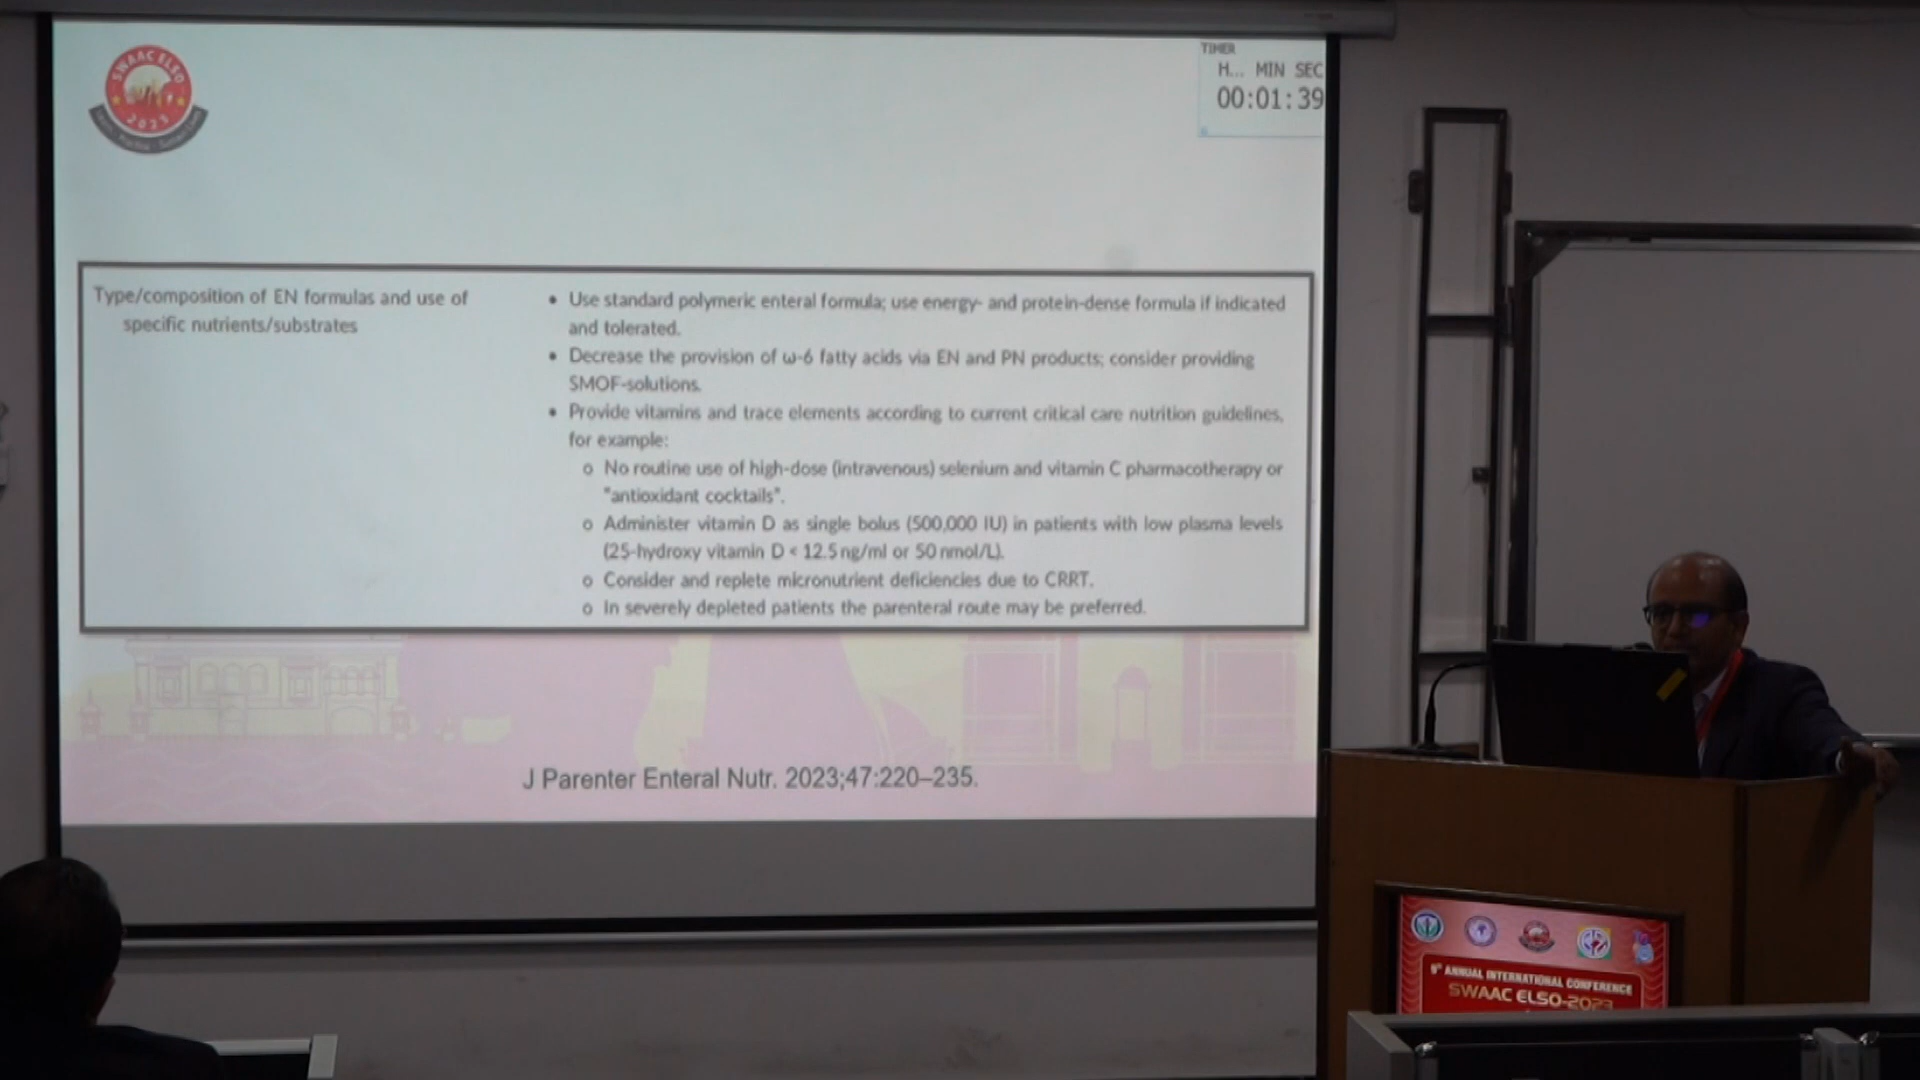 SWAAC ELSO
2023
TIMER
H... MIN SEC
00:01:39
Type/composition of EN formulas and use of
specific nutrients/substrates
• Use standard polymeric enteral formula; use energy- and protein-dense formula if indicated
and tolerated.
• Decrease the provision of ω-6 fatty acids via EN and PN products; consider providing
SMOF-solutions.
• Provide vitamins and trace elements according to current critical care nutrition guidelines,
for example:
o No routine use of high-dose (intravenous) selenium and vitamin C pharmacotherapy or
"antioxidant cocktails".
o Administer vitamin D as single bolus (500,000 IU) in patients with low plasma levels
(25-hydroxy vitamin D < 12.5 ng/ml or 50 nmol/L).
o Consider and replete micronutrient deficiencies due to CRRT.
o In severely depleted patients the parenteral route may be preferred.
J Parenter Enteral Nutr. 2023;47:220–235.
ANNUAL INTERNATIONAL CONFERENCE
SWAAC ELSO-2023